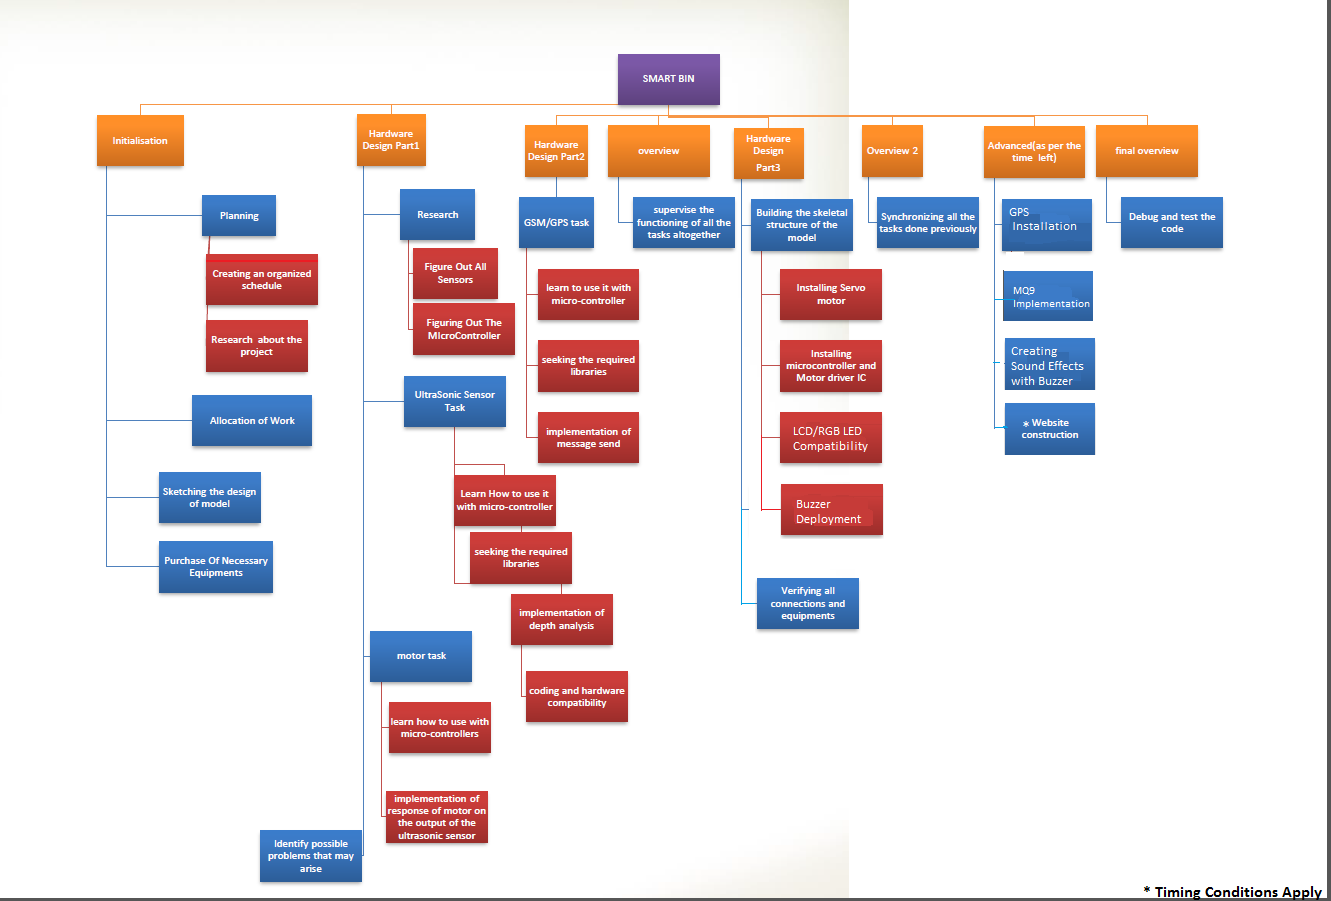 SMART BIN
Initialisation
Planning
Creating an organized
schedule
Research about the
project
Allocation of Work
Sketching the design
of model
Purchase Of Necessary
Equipments
Hardware
Design Part1
Research
Figure Out All
Sensors
Figuring Out The
MIcroController
UltraSonic Sensor
Task
Learn How to use it
with micro-controller
seeking the required
libraries
implementation of
depth analysis
coding and hardware
compatibility
motor task
learn how to use with
micro-controllers
implementation of
response of motor on
the output of the
ultrasonic sensor
Identify possible
problems that may
arise
Hardware
Design Part2
GSM/GPS task
learn to use it with
micro-controller
seeking the required
libraries
implementation of
message send
overview
supervise the
functioning of all the
tasks altogether
Hardware
Design
Part3
Building the skeletal
structure of the
model
Installing Servo
motor
Installing
microcontroller and
Motor driver IC
LCD/RGB LED
Compatibility
Buzzer
Deployment
Verifying all
connections and
equipments
Overview 2
Synchronizing all the
tasks done previously
Advanced(as per the
time left)
GPS
Installation
MQ9
Implementation
Creating
Sound Effects
with Buzzer
* Website
construction
final overview
Debug and test the
code
* Timing Conditions Apply